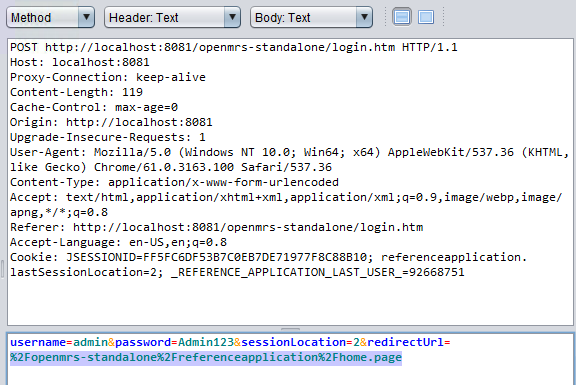 Method Header: Text Body: Text
POST http://localhost:8081/openmrs-standalone/login.htm HTTP/1.1
Host: localhost:8081
Proxy-Connection: keep-alive
Content-Length: 119
Cache-Control: max-age=0
Origin: http://localhost:8081
Upgrade-Insecure-Requests: 1
User-Agent: Mozilla/5.0 (Windows NT 10.0; Win64; x64) AppleWebKit/537.36 (KHTML,
like Gecko) Chrome/61.0.3163.100 Safari/537.36
Content-Type: application/x-www-form-urlencoded
Accept: text/html,application/xhtml+xml,application/xml;q=0.9,image/webp,image/
apng,*/*;q=0.8
Referer: http://localhost:8081/openmrs-standalone/login.htm
Accept-Language: en-US,en;q=0.8
Cookie: JSESSIONID=FF5FC6DF53B7C0EB7DE71977F8C88B10; referenceapplication.
lastSessionLocation=2; _REFERENCE_APPLICATION_LAST_USER_=92668751
username=admin&password=Admin123&sessionLocation=2&redirectUrl=
%2Fopenmrs-standalone%2Freferenceapplication%2Fhome.page